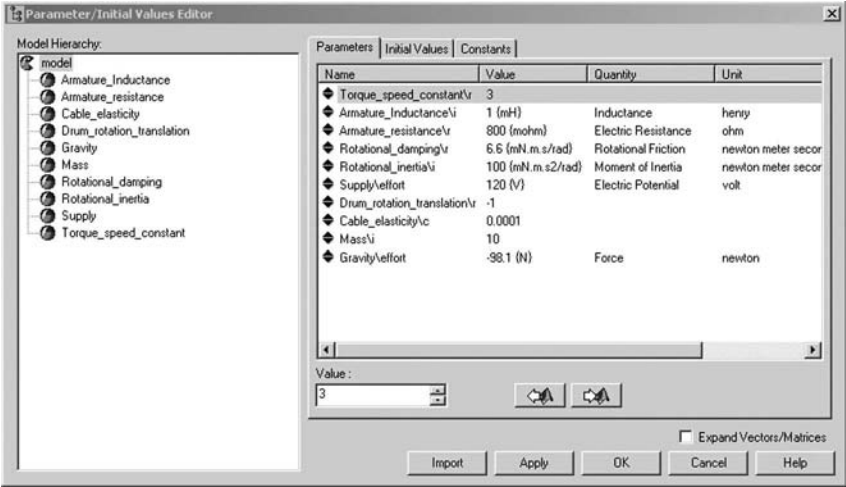 Parameter/Initial Values Editor
Model Hierarchy:
model
Armature_Inductance
Armature_resistance
Cable_elasticity
Drum_rotation_translation
Gravity
Mass
Rotational_damping
Rotational_inertia
Supply
Torque_speed_constant
Parameters Initial Values Constants
Name Value Quantity Unit
Torque_speed_constant\r 3
Armature_Inductance\i 1 {mH} Inductance henry
Armature_resistance\r 800 {mohm} Electric Resistance ohm
Rotational_damping\r 6.6 {mN.m.s/rad} Rotational Friction newton meter secor
Rotational_inertia\i 100 {mN.m.s2/rad} Moment of Inertia newton meter secor
Supply\effort 120 {V} Electric Potential volt
Drum_rotation_translation\r -1
Cable_elasticity\c 0.0001
Mass\i 10
Gravity\effort -98.1 {N} Force newton
Value :
3
Expand Vectors/Matrices
Import Apply OK Cancel Help